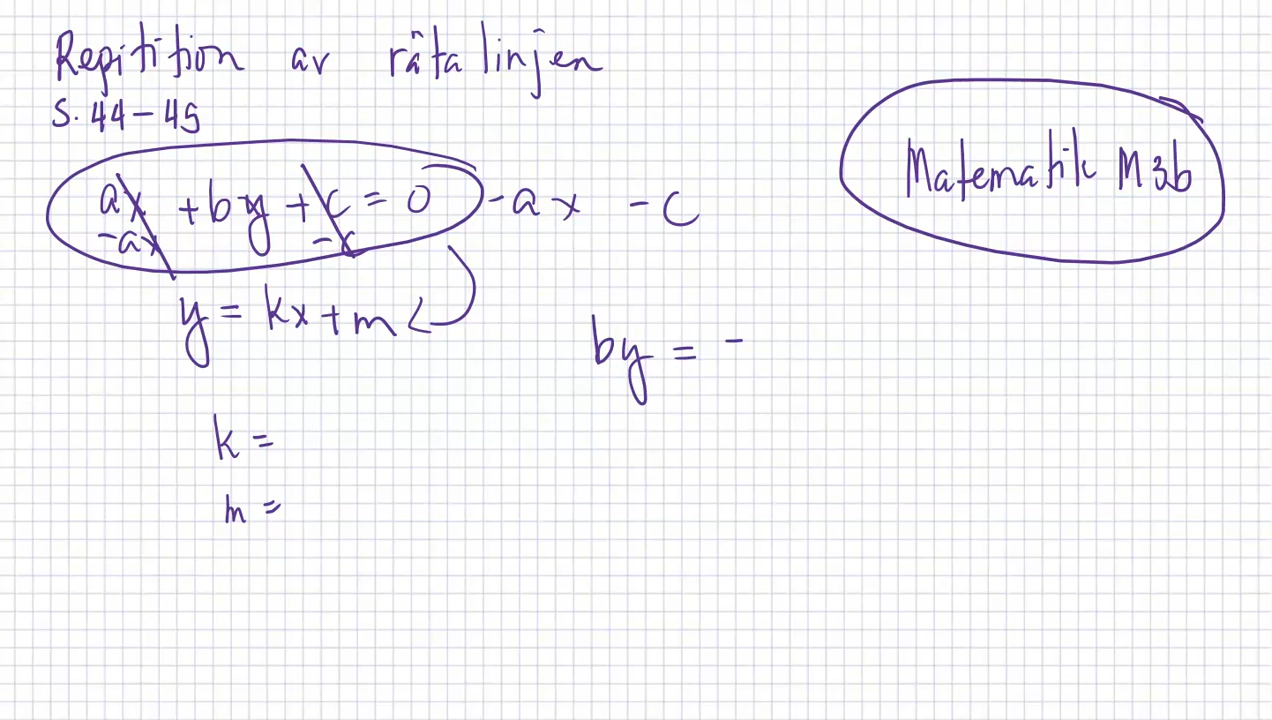 Repitition av räta linjen
S. 44-45
Matematik M3b
ax + by + c = 0 -ax -c
-ax -c
y = kx + m
by = -
k =
m =